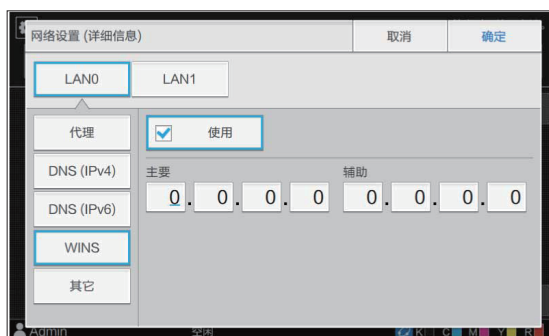 网络设置 (详细信息)
取消
确定
LAN0
LAN1
代理
使用
DNS (IPv4)
主要
辅助
0. 0. 0. 0
0. 0. 0. 0
DNS (IPv6)
WINS
其它
Admin
空闲
K C M Y R